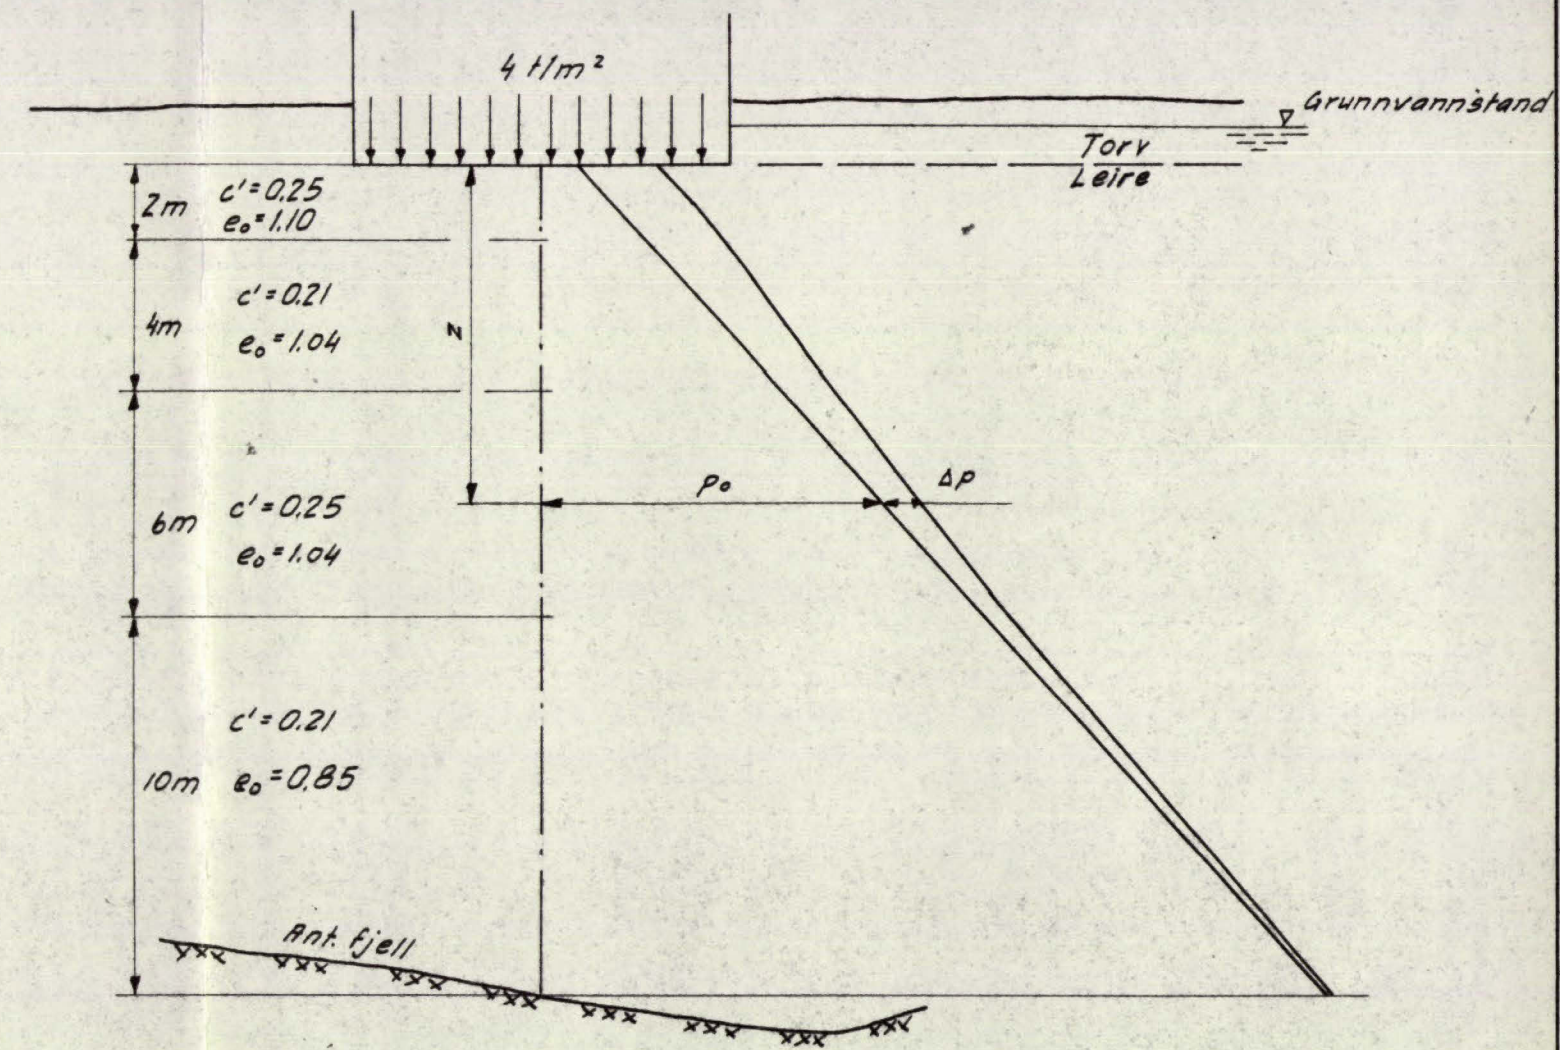 4 t/m²
Grunnvannstand
Torv
Leire
2m
c' = 0.25
e₀ = 1.10
4m
c' = 0.21
e₀ = 1.04
z
p₀
Δp
6m
c' = 0.25
e₀ = 1.04
10m
c' = 0.21
e₀ = 0.85
Ant. fjell